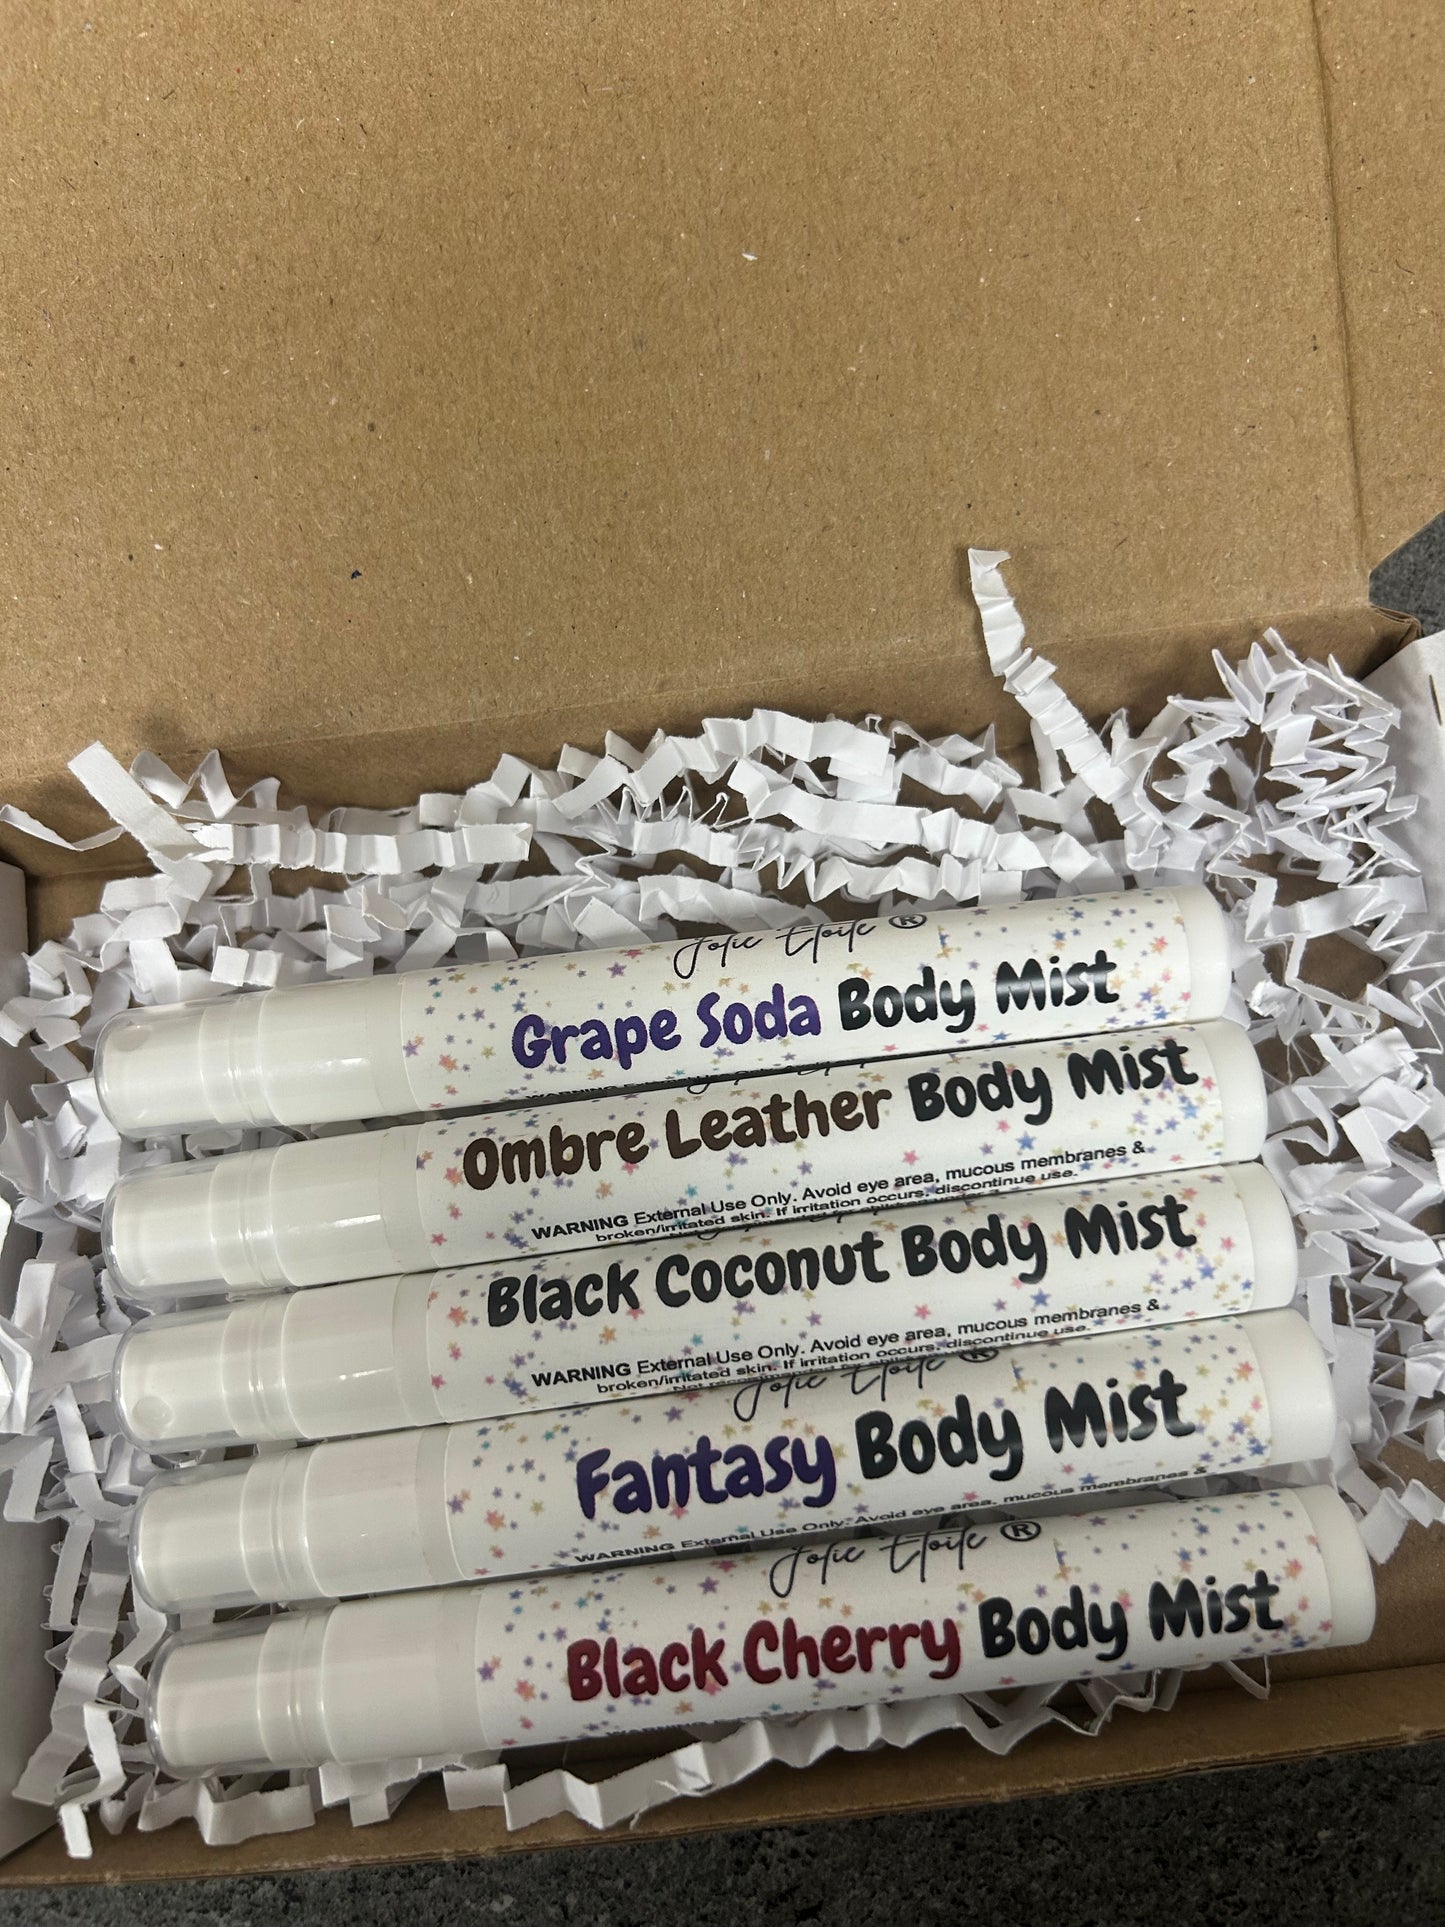 Jolie Etoile ®
Grape Soda Body Mist
WARNING
Ombre Leather Body Mist
WARNING External Use Only. Avoid eye area, mucous membranes &
broken/irritated skin. If irritation occurs, discontinue use.
Black Coconut Body Mist
WARNING External Use Only. Avoid eye area, mucous membranes &
broken/irritated skin. If irritation occurs, discontinue use.
Jolie Etoile ®
Fantasy Body Mist
WARNING External Use Only. Avoid eye area, mucous membranes &
Jolie Etoile ®
Black Cherry Body Mist
WARNING